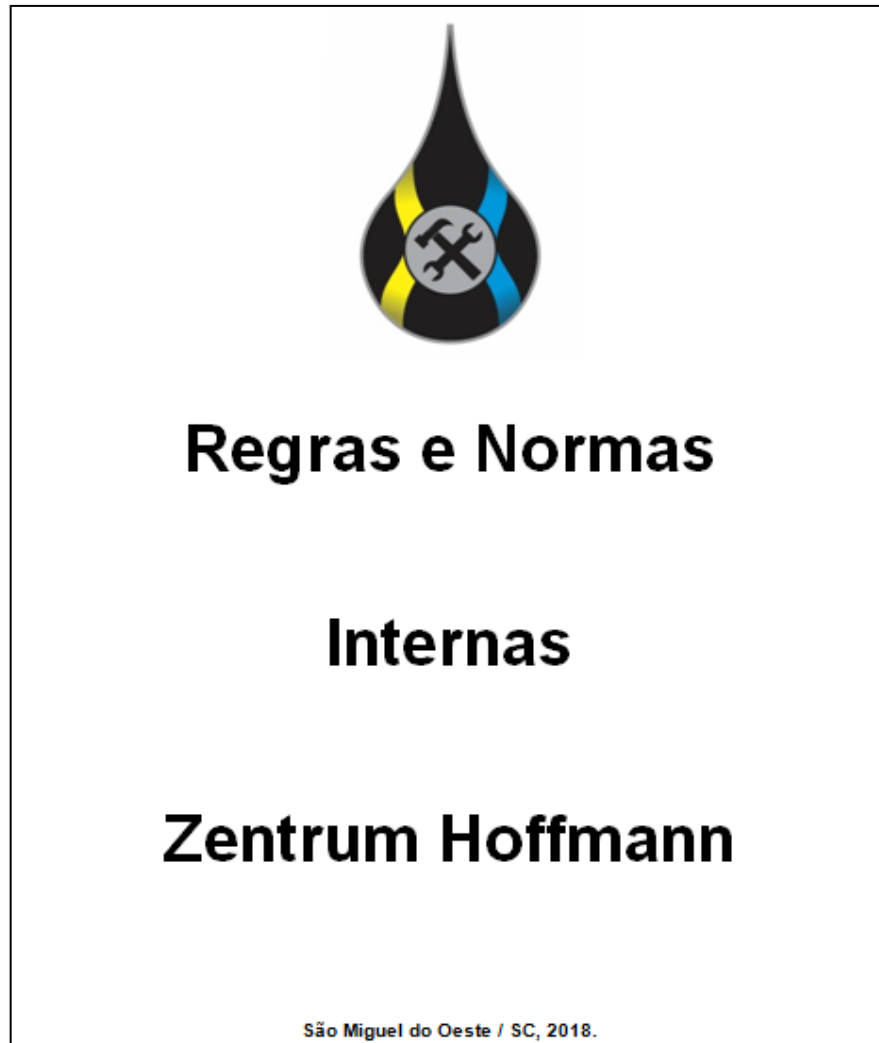 Regras e Normas
Internas
Zentrum Hoffmann
São Miguel do Oeste / SC, 2018.